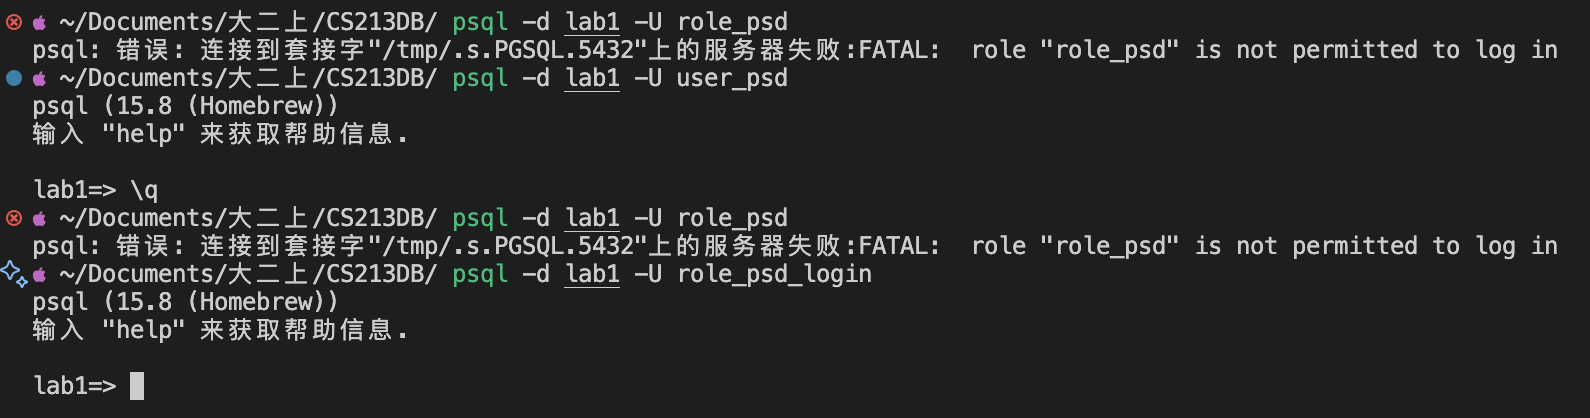 ~/Documents/大二上/CS213DB/ psql -d lab1 -U role_psd
psql: 错误: 连接到套接字"/tmp/.s.PGSQL.5432"上的服务器失败:FATAL:  role "role_psd" is not permitted to log in
~/Documents/大二上/CS213DB/ psql -d lab1 -U user_psd
psql (15.8 (Homebrew))
输入 "help" 来获取帮助信息.
lab1=> \q
~/Documents/大二上/CS213DB/ psql -d lab1 -U role_psd
psql: 错误: 连接到套接字"/tmp/.s.PGSQL.5432"上的服务器失败:FATAL:  role "role_psd" is not permitted to log in
~/Documents/大二上/CS213DB/ psql -d lab1 -U role_psd_login
psql (15.8 (Homebrew))
输入 "help" 来获取帮助信息.
lab1=>